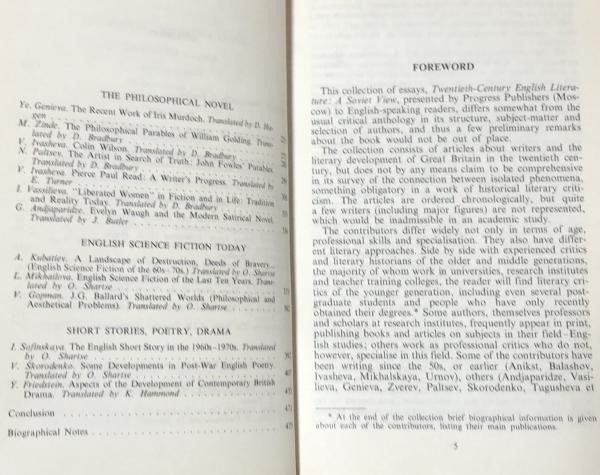 THE PHILOSOPHICAL NOVEL
Ye. Genieva. The Recent Work of Iris Murdoch. Translated by D. Ha-
gen
M. Zinde. The Philosophical Parables of William Golding. Trans-
lated by D. Bradbury
V. Ivasheva. Colin Wilson. Translated by D. Bradbury
N. Paltsev. The Artist in Search of Truth: John Fowles' Parables.
Translated by D. Bradbury
V. Ivasheva. Pierce Paul Read: A Writer's Progress. Translated by
E. Turner
I. Vassilieva. "Liberated Women" in Fiction and in Life: Tradition
and Reality Today. Translated by D. Bradbury
G. Andjaparidze. Evelyn Waugh and the Modern Satirical Novel.
Translated by J. Butler
ENGLISH SCIENCE FICTION TODAY
A. Kubatiev. A Landscape of Destruction, Deeds of Bravery...
(English Science Fiction of the 60s-70s.) Translated by O. Shartse
L. Mikhailova. English Science Fiction of the Last Ten Years. Trans-
lated by O. Shartse
V. Gopman. J.G. Ballard's Shattered Worlds (Philosophical and
Aesthetical Problems). Translated by O. Shartse
SHORT STORIES, POETRY, DRAMA
I. Safinskaya. The English Short Story in the 1960s-1970s. Translated
by O. Shartse
V. Skorodenko. Some Developments in Post-War English Poetry.
Translated by O. Shartse
Y. Friedstein. Aspects of the Development of Contemporary British
Drama. Translated by K. Hammond
Conclusion
Biographical Notes
FOREWORD
This collection of essays, Twentieth-Century English Litera-
ture: A Soviet View, presented by Progress Publishers (Mos-
cow) to English-speaking readers, differs somewhat from the
usual critical anthology in its structure, subject-matter and
selection of authors, and thus a few preliminary remarks
about the book would not be out of place.
The collection consists of articles about writers and the
literary development of Great Britain in the twentieth cen-
tury, but does not by any means claim to be comprehensive
in its survey of the connection between isolated phenomena,
something obligatory in a work of historical literary criti-
cism. The articles are ordered chronologically, but quite
a few writers (including major figures) are not represented,
which would be inadmissible in an academic study.
The contributors differ widely not only in terms of age,
professional skills and specialisation. They also have differ-
ent literary approaches. Side by side with experienced critics
and literary historians of the older and middle generations,
the majority of whom work in universities, research institutes
and teacher training colleges, the reader will find literary cri-
tics of the younger generation, including even several post-
graduate students and people who have only recently
obtained their degrees.* Some authors, themselves professors
and scholars at research institutes, frequently appear in print,
publishing books and articles on subjects in their field–Eng-
lish studies; others work as professional critics who do not,
however, specialise in this field. Some of the contributors have
been writing since the 50s, or earlier (Anikst, Balashov,
Ivasheva, Mikhalskaya, Urnov), others (Andjaparidze, Vasi-
lieva, Genieva, Zverev, Paltsev, Skorodenko, Tugusheva et
* At the end of the collection brief biographical information is given
about each of the contributors, listing their main publications.
5